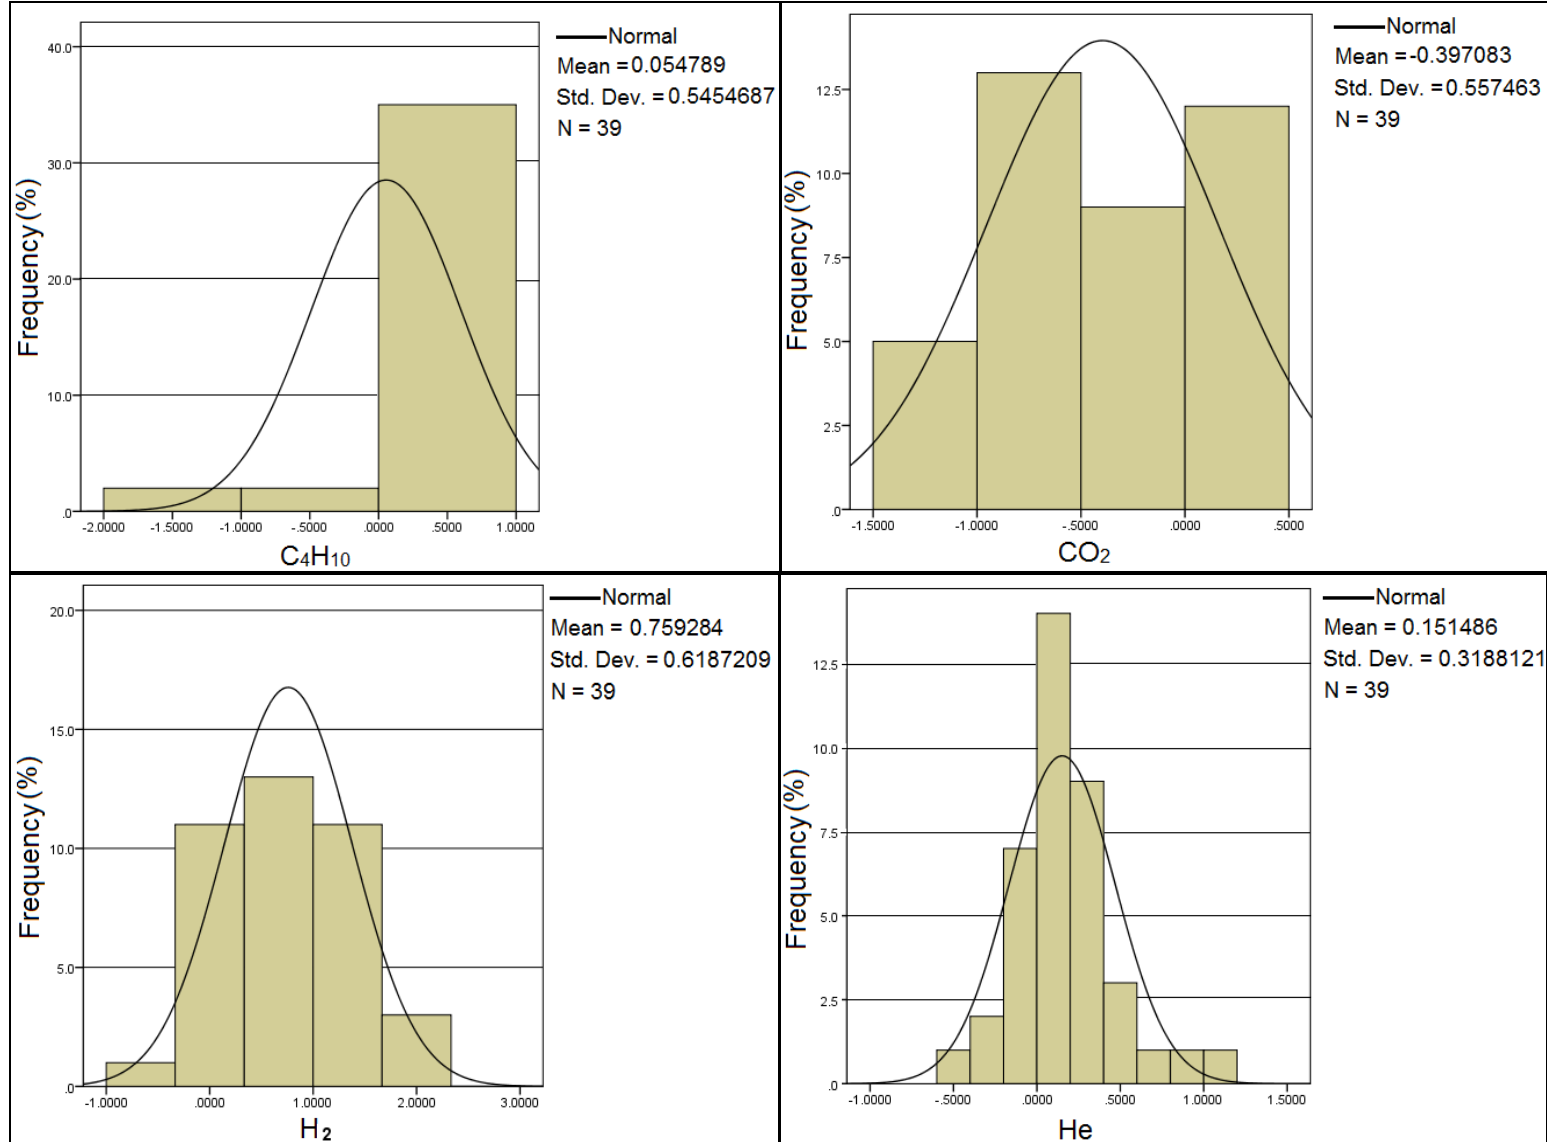 Normal
Mean = 0.054789
Std. Dev. = 0.5454687
N = 39
40.0
30.0
20.0
10.0
.0
Frequency (%)
-2.0000 -1.5000 -1.0000 -.5000 .0000 .5000 1.0000
C4H10
Normal
Mean = -0.397083
Std. Dev. = 0.557463
N = 39
12.5
10.0
7.5
5.0
2.5
.0
Frequency (%)
-1.5000 -1.0000 -.5000 .0000 .5000
CO2
Normal
Mean = 0.759284
Std. Dev. = 0.6187209
N = 39
20.0
15.0
10.0
5.0
.0
Frequency (%)
-1.0000 .0000 1.0000 2.0000 3.0000
H2
Normal
Mean = 0.151486
Std. Dev. = 0.3188121
N = 39
12.5
10.0
7.5
5.0
2.5
.0
Frequency (%)
-1.0000 -.5000 .0000 .5000 1.0000 1.5000
He